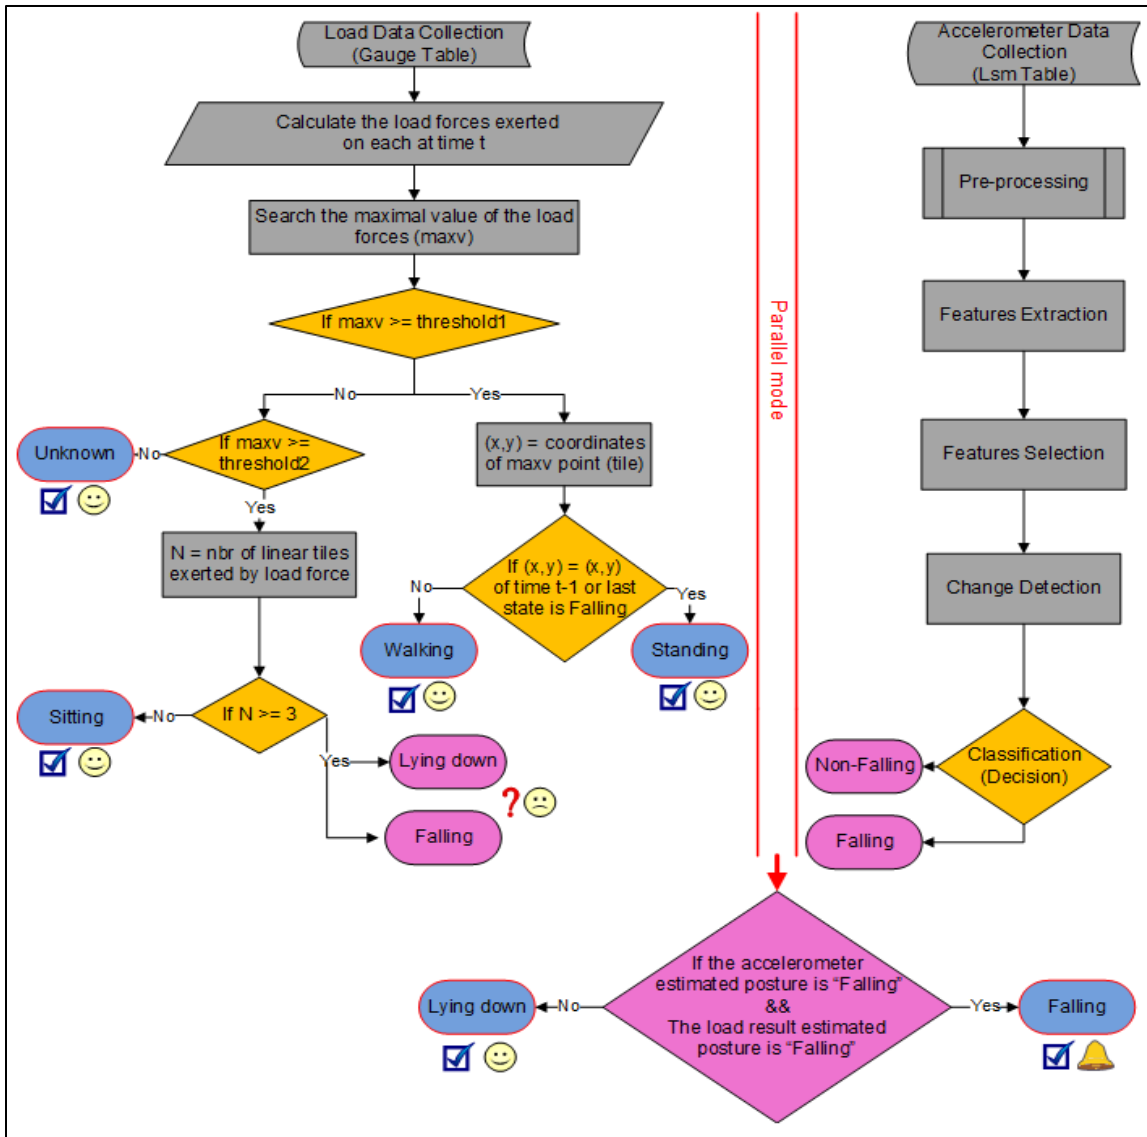 Load Data Collection
(Gauge Table)
Calculate the load forces exerted
on each at time t
Search the maximal value of the load
forces (maxv)
If maxv >= threshold1
No
Yes
If maxv >=
threshold2
No
Unknown
Yes
(x,y) = coordinates
of maxv point (tile)
N = nbr of linear tiles
exerted by load force
If (x,y) = (x,y)
of time t-1 or last
state is Falling
No
Yes
Walking
Standing
If N >= 3
No
Sitting
Yes
Lying down
?
Falling
Parallel mode
Accelerometer Data
Collection
(Lsm Table)
Pre-processing
Features Extraction
Features Selection
Change Detection
Classification
(Decision)
Non-Falling
Falling
If the accelerometer
estimated posture is “Falling”
&&
The load result estimated
posture is “Falling”
No
Lying down
Yes
Falling